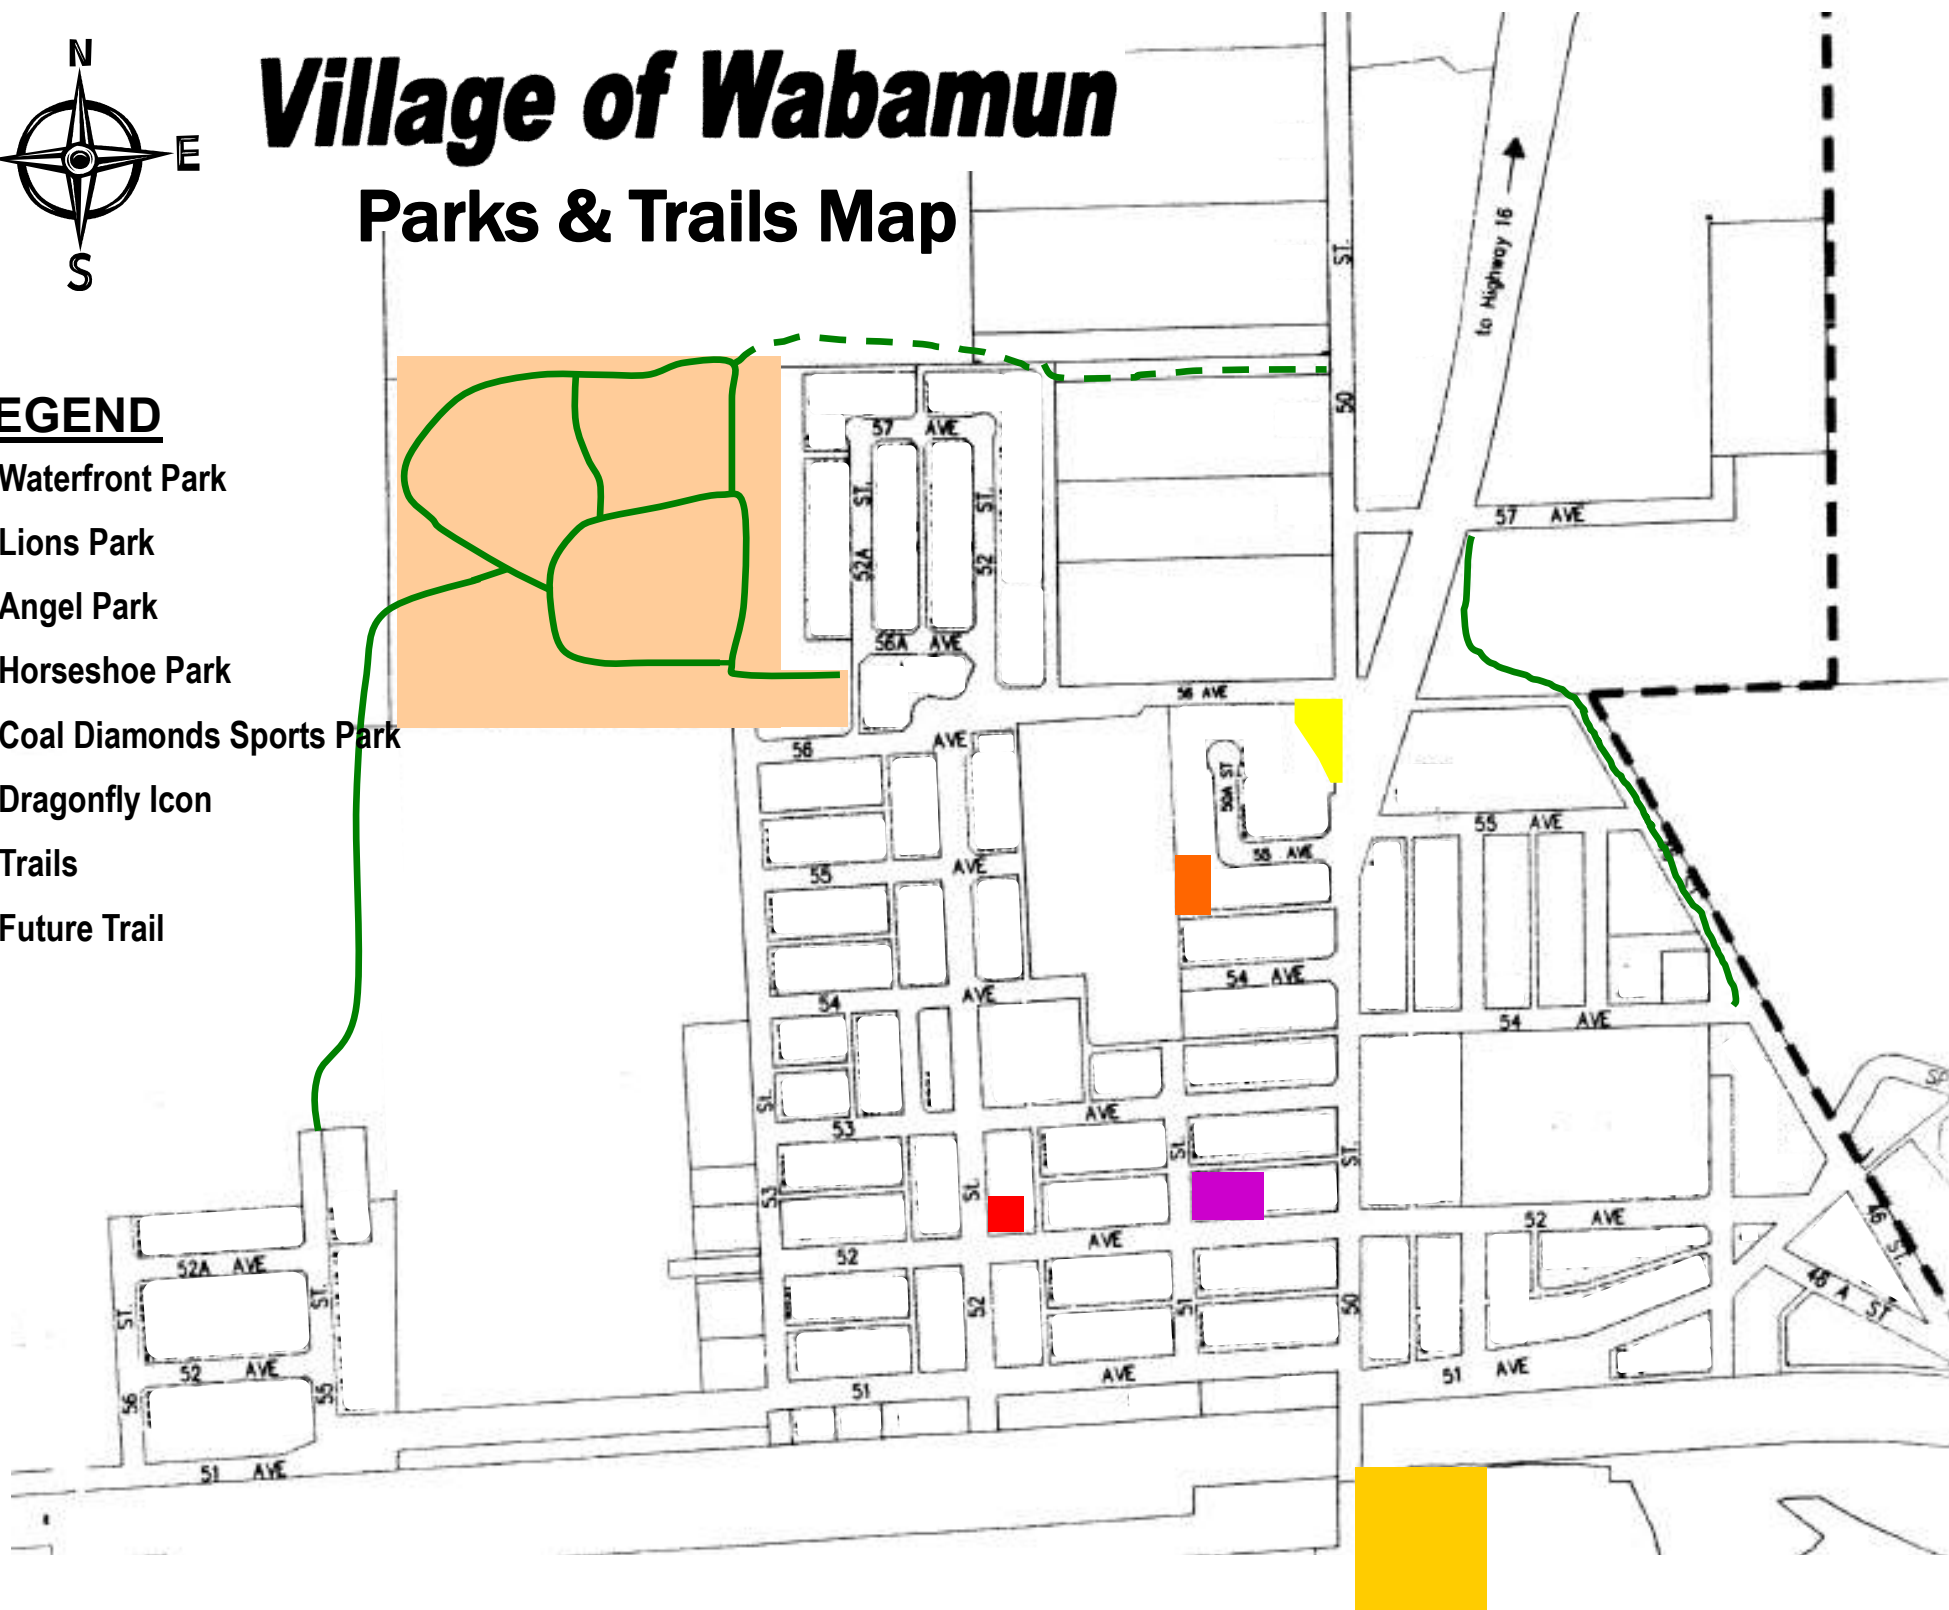 N
E
S
Village of Wabamun
Parks & Trails Map
EGEND
Waterfront Park
Lions Park
Angel Park
Horseshoe Park
Coal Diamonds Sports Park
Dragonfly Icon
Trails
Future Trail
to Highway 16
50 ST.
57 AVE
52A ST.
52 ST.
56A AVE
57 AVE
56 AVE
56 AVE
50A ST
55 AVE
55 AVE
55 AVE
54 AVE
54 AVE
54 AVE
53 AVE
53 St.
52 St.
51 St.
50 ST.
52 AVE
52 AVE
46 ST.
46 A ST
52A AVE
56 ST.
55 ST.
52 AVE
51 AVE
51 AVE
51 AVE